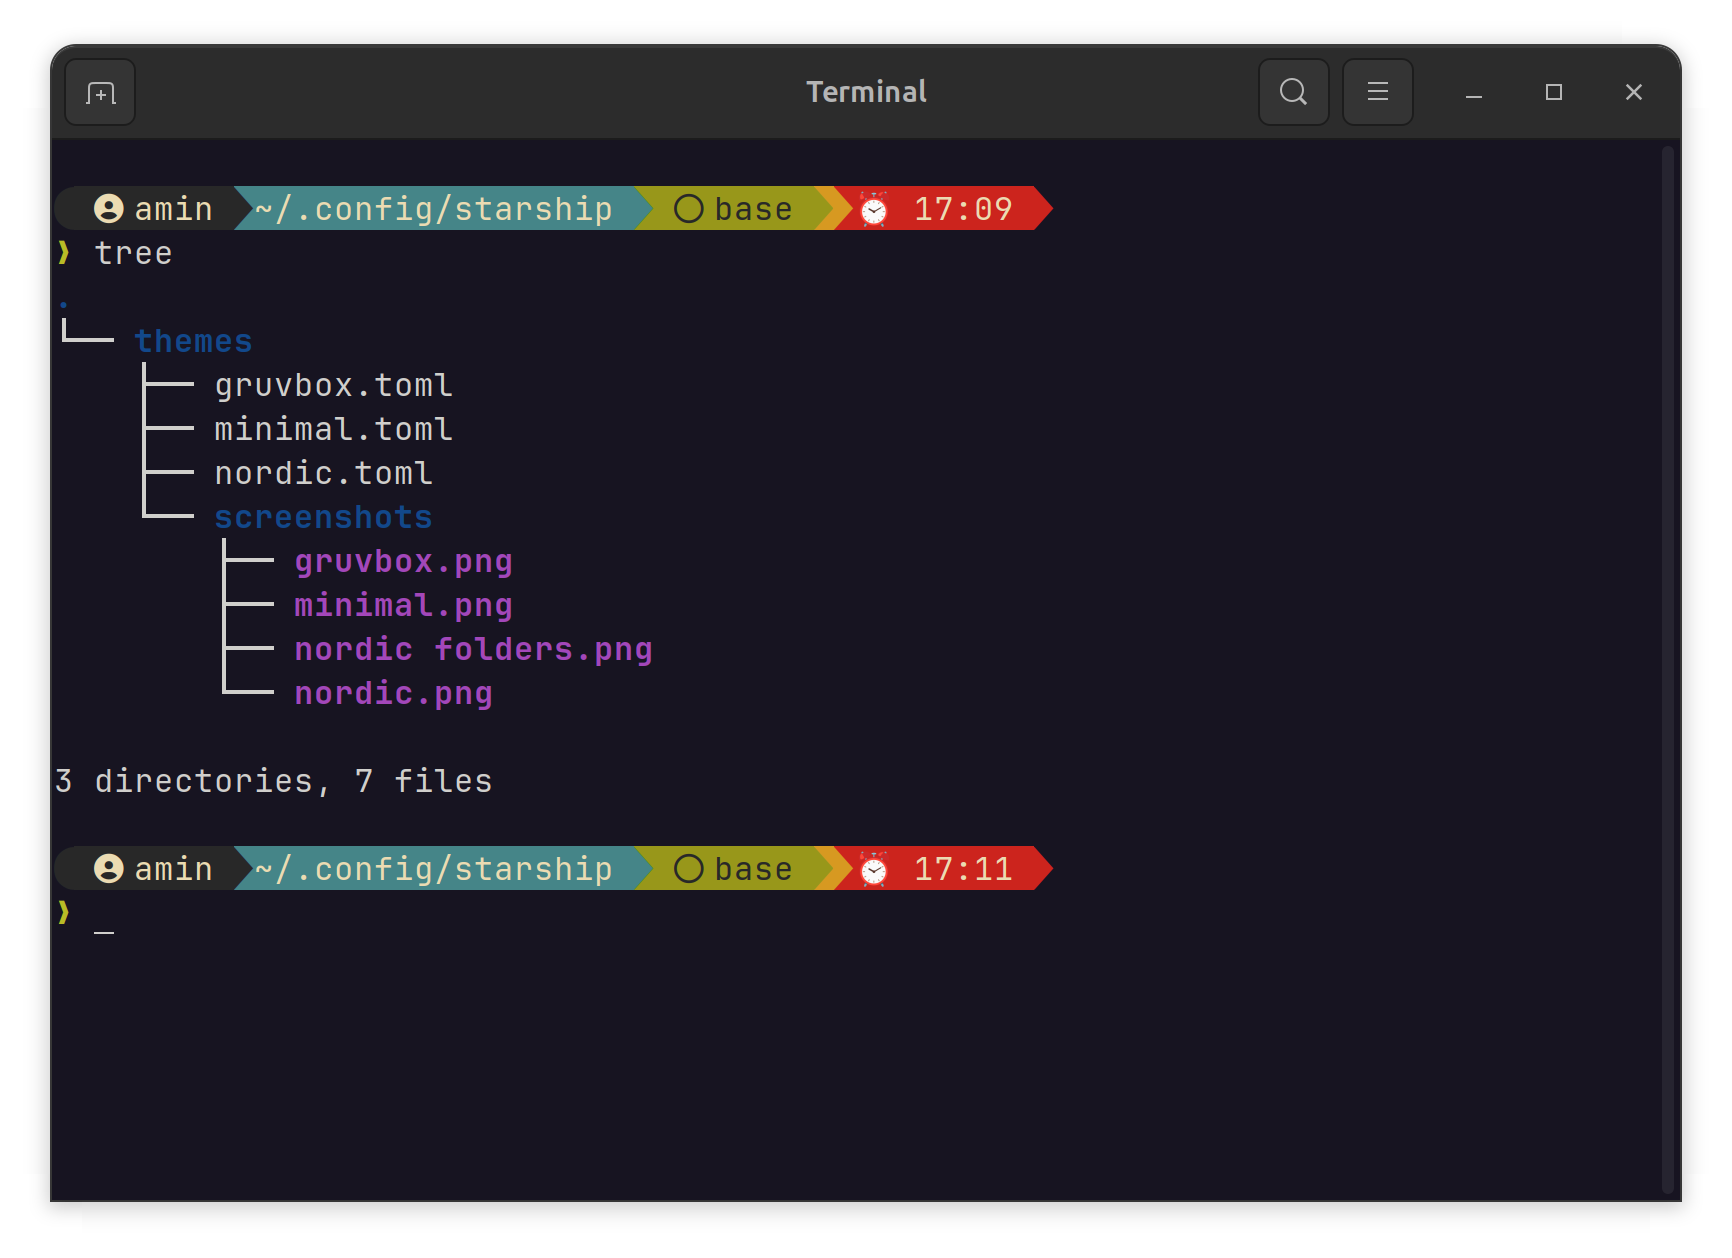 Terminal
amin ~/.config/starship base 17:09
❱ tree
.
└── themes
    ├── gruvbox.toml
    ├── minimal.toml
    ├── nordic.toml
    └── screenshots
        ├── gruvbox.png
        ├── minimal.png
        ├── nordic folders.png
        └── nordic.png
3 directories, 7 files
amin ~/.config/starship base 17:11
❱ _